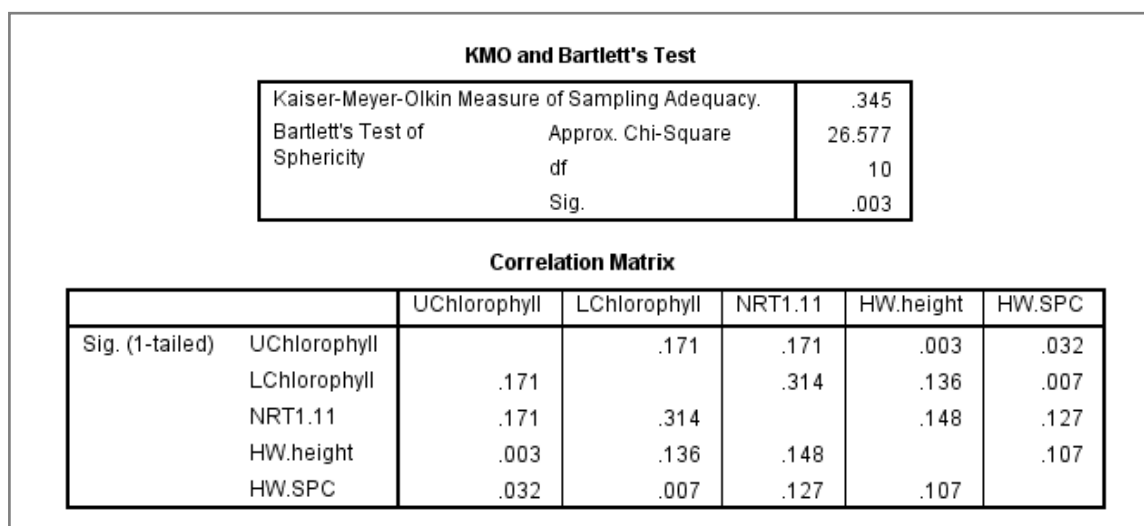 KMO and Bartlett's Test
Kaiser-Meyer-Olkin Measure of Sampling Adequacy. .345
Bartlett's Test of Sphericity Approx. Chi-Square 26.577
df 10
Sig. .003
Correlation Matrix
UChlorophyll LChlorophyll NRT1.11 HW.height HW.SPC
Sig. (1-tailed) UChlorophyll .171 .171 .003 .032
LChlorophyll .171 .314 .136 .007
NRT1.11 .171 .314 .148 .127
HW.height .003 .136 .148 .107
HW.SPC .032 .007 .127 .107